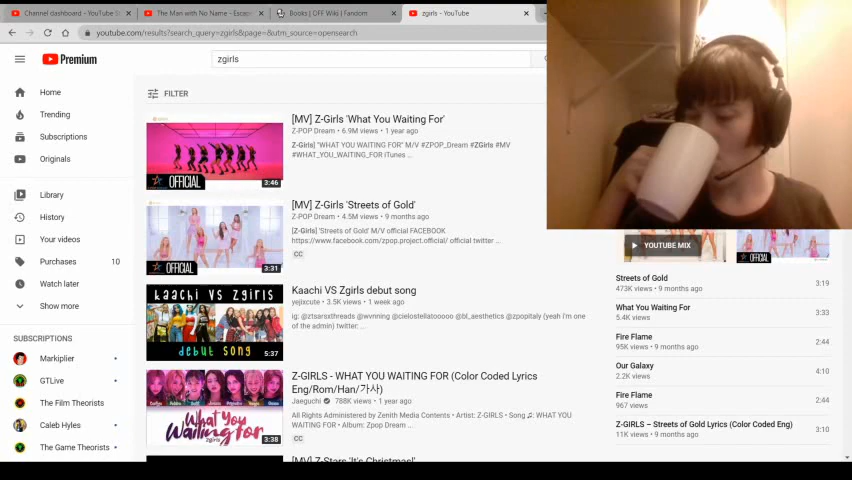 Channel dashboard - YouTube St
The Man with No Name - Escap
Books | OFF Wiki | Fandom
zgirls - YouTube
youtube.com/results?search_query=zgirls&page=&utm_source=opensearch
Premium
zgirls
FILTER
Home
Trending
Subscriptions
Originals
Library
History
Your videos
Purchases 10
Later
Watch later
Show more
SUBSCRIPTIONS
Markiplier
GTLive
The Film Theorists
Caleb Hyles
The Game Theorists
OFFICIAL
3:46
[MV] Z-Girls 'What You Waiting For'
Z-POP Dream • 6.9M views • 1 year ago
[Z-Girls] "WHAT YOU WAITING FOR" M/V #ZPOP_Dream #ZGirls #MV
#WHAT_YOU_WAITING_FOR iTunes ...
OFFICIAL
3:31
[MV] Z-Girls 'Streets of Gold'
Z-POP Dream • 4.5M views • 9 months ago
[Z-Girls] 'Streets of Gold' M/V official FACEBOOK
https://www.facebook.com/zpop.project.official/ official twitter ...
CC
KAACHI VS ZGIRLS
debut song
5:37
Kaachi VS Zgirls debut song
yejixcute • 3.5K views • 1 week ago
ig: @ztsarsxthreads @wvnning @cielostellatooooo @bl_aesthetics @zpopitaly (yeah i'm one
of the admin) twitter: ...
What You
Waiting for
zgirls
3:38
Z-GIRLS - WHAT YOU WAITING FOR (Color Coded Lyrics
Eng/Rom/Han/가사)
Jaeguchi 788K views • 1 year ago
All Rights Administered by Zenith Media Contents • Artist: Z-GIRLS • Song ♫: WHAT YOU
WAITING FOR • Album: Zpop Dream ...
CC
[MV] Z-Stars 'It's Christmas!'
YOUTUBE MIX
OFFICIAL
Streets of Gold
473K views • 9 months ago
3:19
What You Waiting For
5.4K views
3:33
Fire Flame
95K views • 9 months ago
2:44
Our Galaxy
2.2K views
4:10
Fire Flame
967 views
2:44
Z-GIRLS – Streets of Gold Lyrics (Color Coded Eng)
11K views • 9 months ago
3:10